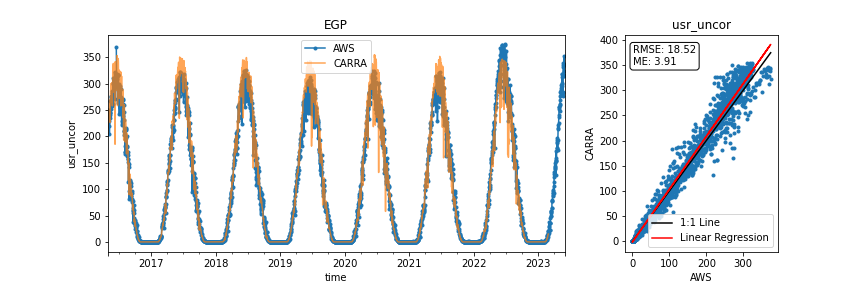 EGP
usr_uncor
350
300
250
200
150
100
50
0
2017
2018
2019
2020
2021
2022
2023
time
AWS
CARRA
usr_uncor
CARRA
400
350
300
250
200
150
100
50
0
0
100
200
300
AWS
RMSE: 18.52
ME: 3.91
1:1 Line
Linear Regression